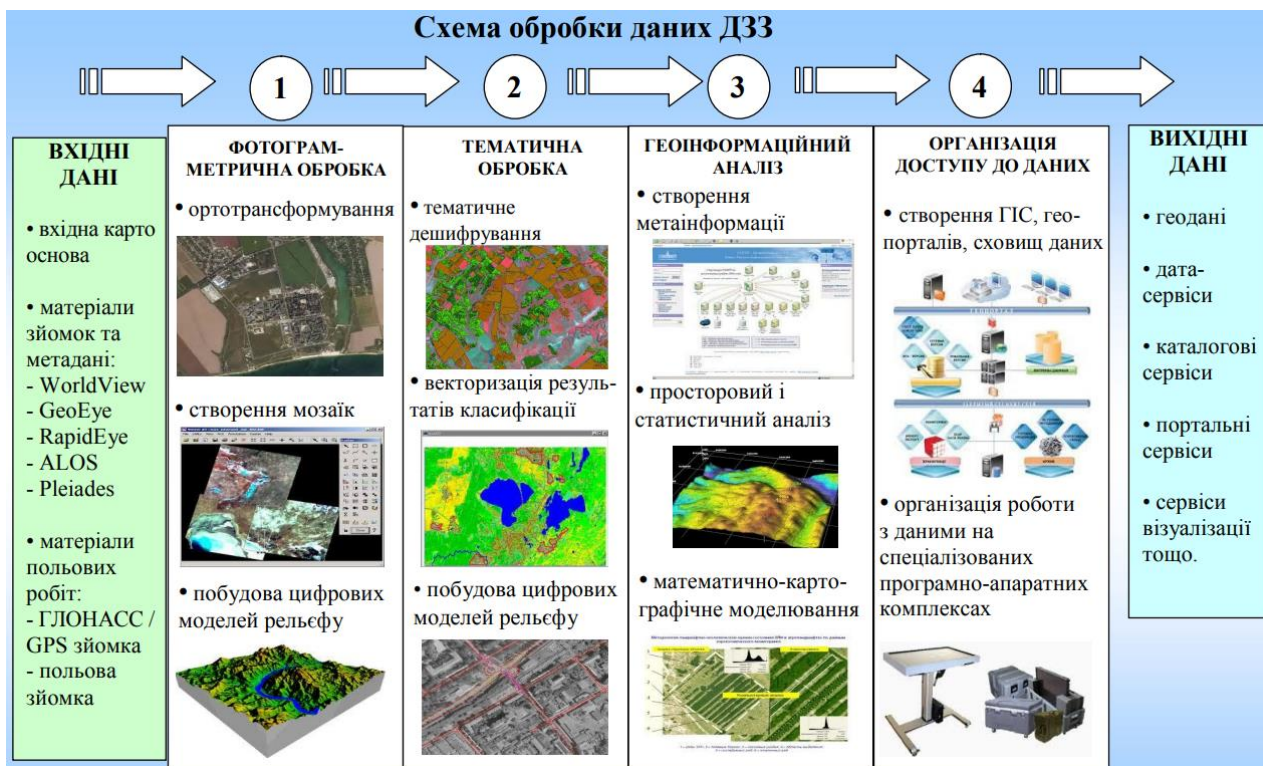 Схема обробки даних ДЗЗ
1
2
3
4
ВХІДНІ
ДАНІ
• вхідна карто
основа
• матеріали
зйомок та
метадані:
- WorldView
- GeoEye
- RapidEye
- ALOS
- Pleiades
• матеріали
польових
робіт:
- ГЛОНАСС /
GPS зйомка
- польова
зйомка
ФОТОГРАМ-
МЕТРИЧНА ОБРОБКА
• ортотрансформування
• створення мозаїк
• побудова цифрових
моделей рельєфу
ТЕМАТИЧНА
ОБРОБКА
• тематичне
дешифрування
• векторизація резуль-
татів класифікації
• побудова цифрових
моделей рельєфу
ГЕОІНФОРМАЦІЙНИЙ
АНАЛІЗ
• створення
метаінформації
• просторовий і
статистичний аналіз
• математично-карто-
графічне моделювання
ОРГАНІЗАЦІЯ
ДОСТУПУ ДО ДАНИХ
• створення ГІС, гео-
порталів, сховищ даних
ГЕОПОРТАЛ
• організація роботи
з даними на
спеціалізованих
програмно-апаратних
комплексах
ВИХІДНІ
ДАНІ
• геодані
• дата-
сервіси
• каталогові
сервіси
• портальні
сервіси
• сервіси
візуалізації
тощо.